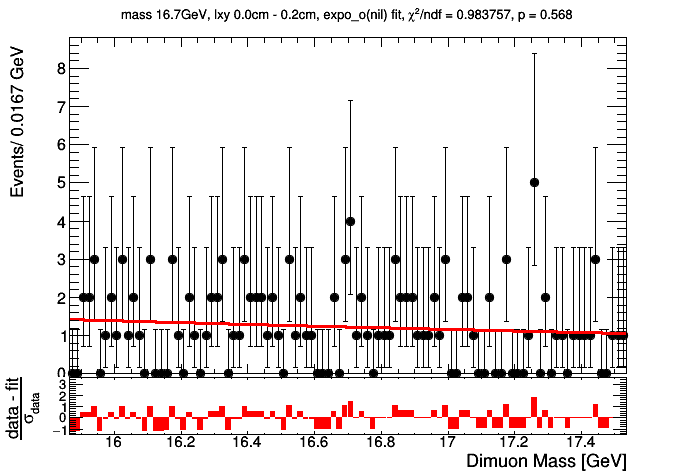 mass 16.7GeV, lxy 0.0cm - 0.2cm, expo_o(nil) fit, χ²/ndf = 0.983757, p = 0.568
Events/ 0.0167 GeV
8
7
6
5
4
3
2
1
0
data - fit
σdata
3
2
1
0
−1
16 16.2 16.4 16.6 16.8 17 17.2 17.4
Dimuon Mass [GeV]